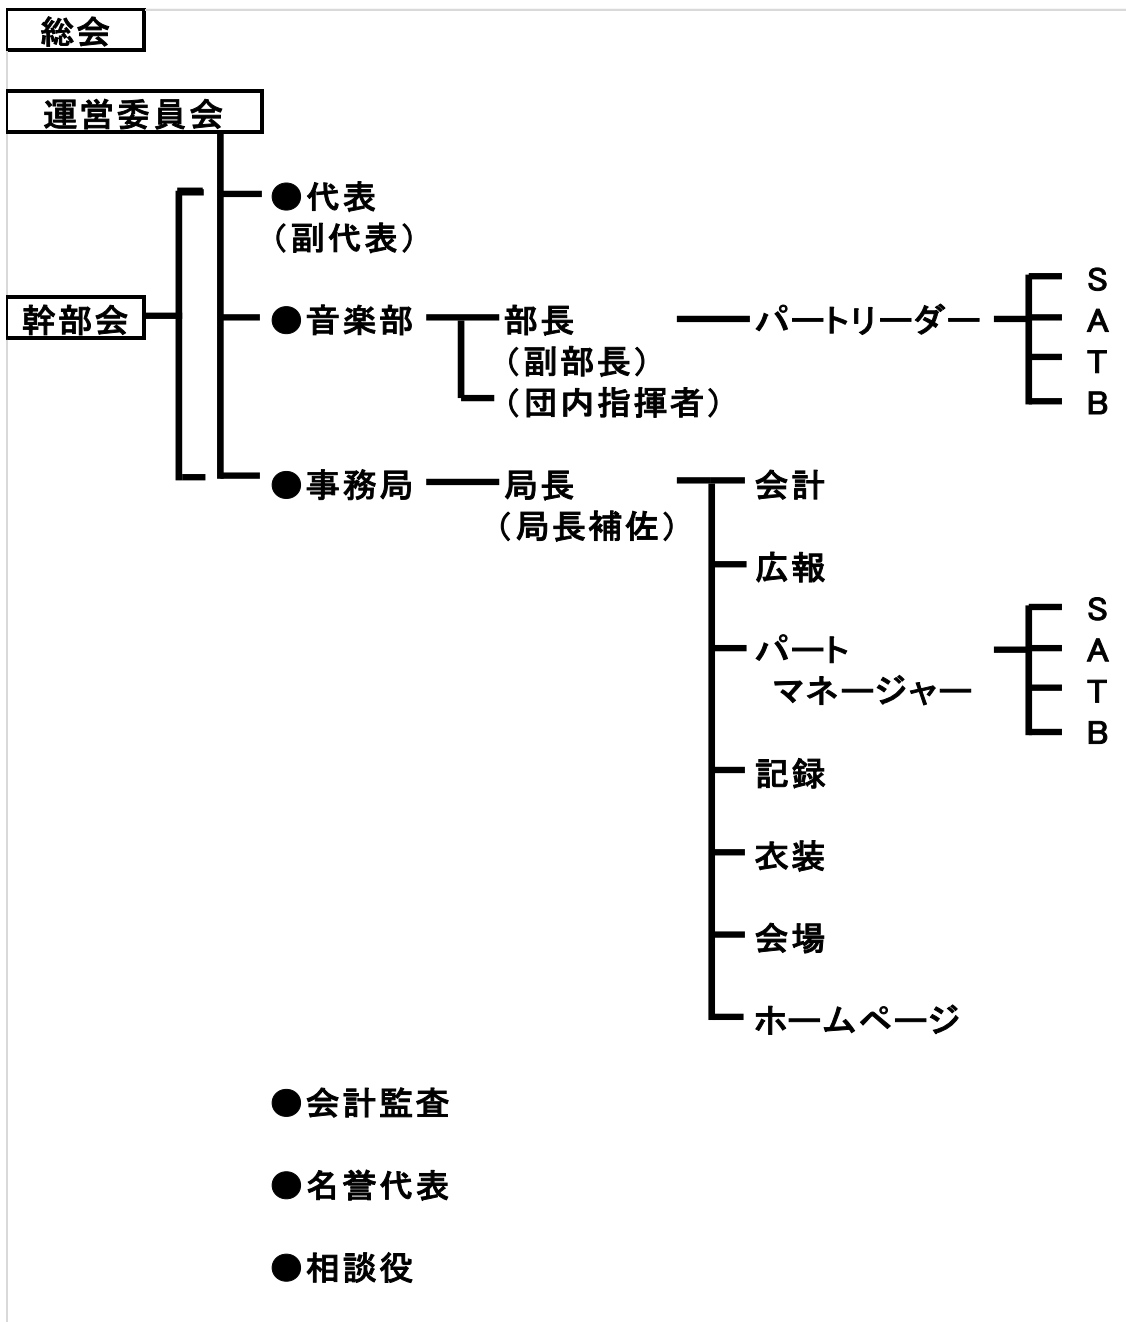 総会
運営委員会
●代表
（副代表）
幹部会
●音楽部
部長
（副部長）
（団内指揮者）
パートリーダー
S
A
T
B
●事務局
局長
（局長補佐）
会計
広報
パート
マネージャー
S
A
T
B
記録
衣装
会場
ホームページ
●会計監査
●名誉代表
●相談役